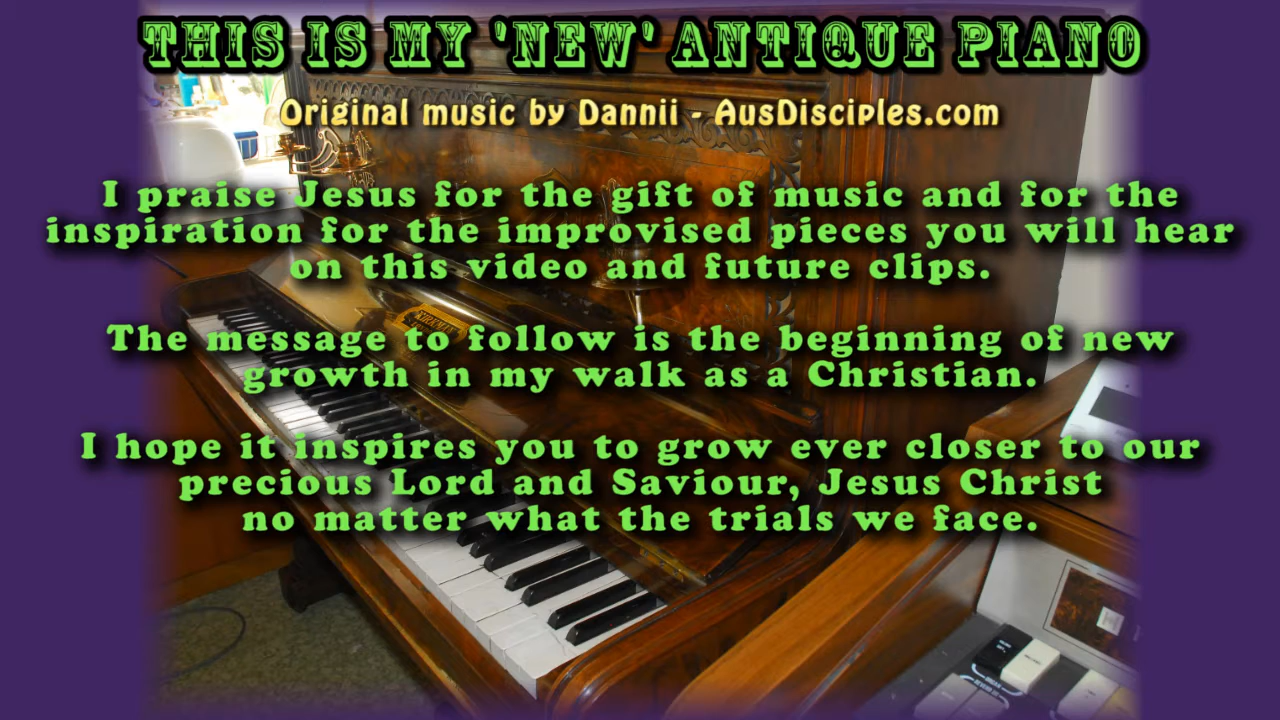 THIS IS MY 'NEW' ANTIQUE PIANO
Original music by Dannii - AusDisciples.com
I praise Jesus for the gift of music and for the
inspiration for the improvised pieces you will hear
on this video and future clips.
The message to follow is the beginning of new
growth in my walk as a Christian.
I hope it inspires you to grow ever closer to our
precious Lord and Saviour, Jesus Christ
no matter what the trials we face.